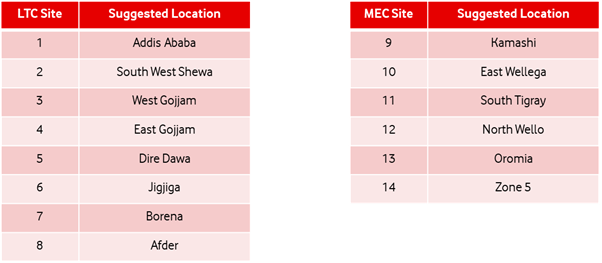 LTC Site Suggested Location
1 Addis Ababa
2 South West Shewa
3 West Gojjam
4 East Gojjam
5 Dire Dawa
6 Jigjiga
7 Borena
8 Afder
MEC Site Suggested Location
9 Kamashi
10 East Wellega
11 South Tigray
12 North Wello
13 Oromia
14 Zone 5